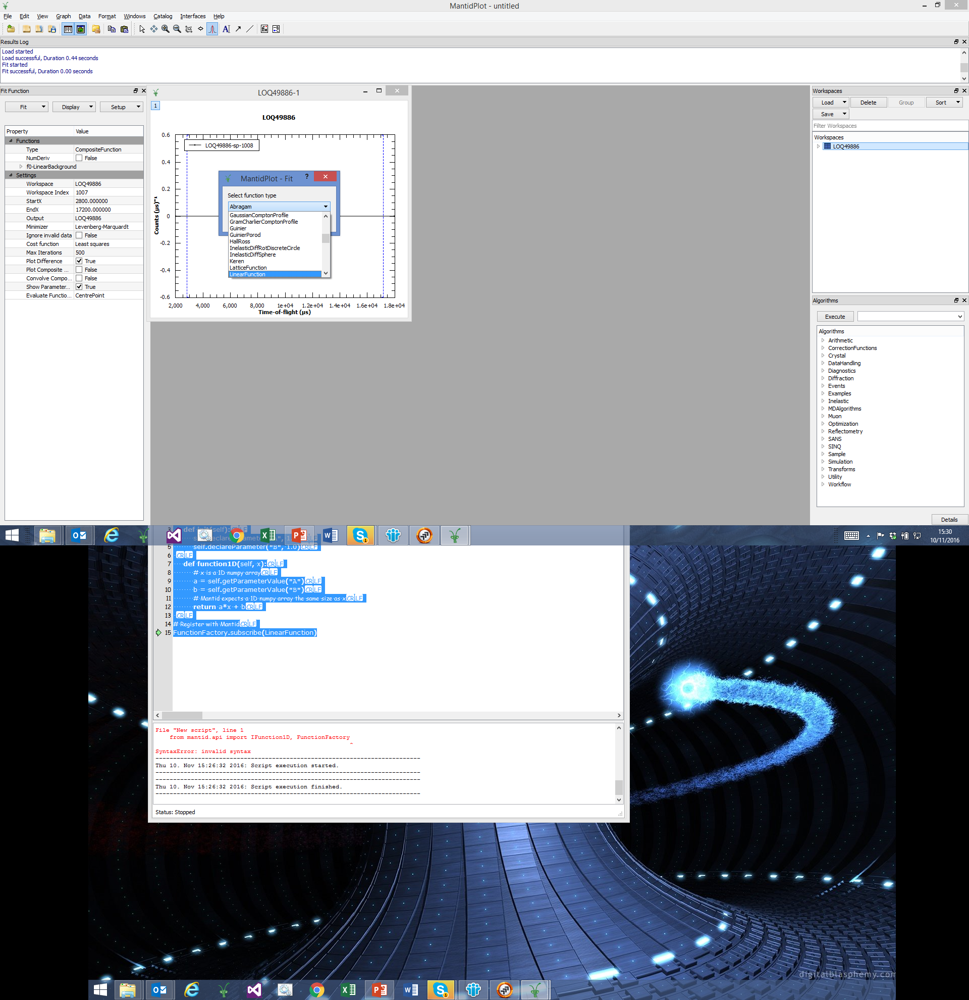 MantidPlot - untitled
File Edit View Graph Data Format Windows Catalog Interfaces Help
Results Log
Load started
Load successful, Duration 0.44 seconds
Fit started
Fit successful, Duration 0.00 seconds
Fit Function
Fit Display Setup
Property Value
Functions
Type CompositeFunction
NumDeriv False
f0-LinearBackground
Settings
Workspace LOQ49886
Workspace Index 1007
StartX 2800.000000
EndX 17200.000000
Output LOQ49886
Minimizer Levenberg-Marquardt
Ignore invalid data False
Cost function Least squares
Max Iterations 500
Plot Difference True
Plot Composite ... False
Convolve Compo... False
Show Parameter... True
Evaluate Functio... CentrePoint
LOQ49886-1
1
LOQ49886
LOQ49886-sp-1008
0.6
0.4
0.2
0
-0.2
-0.4
-0.6
Counts (µs)⁻¹
2,000 4,000 6,000 8,000 1e+04 1.2e+04 1.4e+04 1.6e+04 1.8e+04
Time-of-flight (µs)
MantidPlot - Fit ?
Select function type
Abragam
GaussianComptonProfile
GramCharlierComptonProfile
Guinier
GuinierPorod
HallRoss
InelasticDiffRotDiscreteCircle
InelasticDiffSphere
Keren
LatticeFunction
LinearFunction
Workspaces
Load Delete Group Sort
Save
Filter Workspaces
Workspaces
LOQ49886
Algorithms
Execute
Algorithms
Arithmetic
CorrectionFunctions
Crystal
DataHandling
Diagnostics
Diffraction
Events
Examples
Inelastic
MDAlgorithms
Muon
Optimization
Reflectometry
SANS
SINQ
Sample
Simulation
Transforms
Utility
Workflow
Details
15:30
10/11/2016
5 self.declareParameter("B", 1.0)CRLF
6 CRLF
7 def function1D(self, x):CRLF
8 # x is a 1D numpy arrayCRLF
9 a = self.getParameterValue("A")CRLF
10 b = self.getParameterValue("B")CRLF
11 # Mantid expects a 1D numpy array the same size as xCRLF
12 return a*x + bCRLF
13 CRLF
14 # Register with MantidCRLF
15 FunctionFactory.subscribe(LinearFunction)
File "New script", line 1
from mantid.api import IFunction1D, FunctionFactory
^
SyntaxError: invalid syntax
--------------------------------------------------------------------------
Thu 10. Nov 15:26:32 2016: Script execution started.
--------------------------------------------------------------------------
--------------------------------------------------------------------------
Thu 10. Nov 15:26:32 2016: Script execution finished.
--------------------------------------------------------------------------
Status: Stopped
digitalblasphemy.com